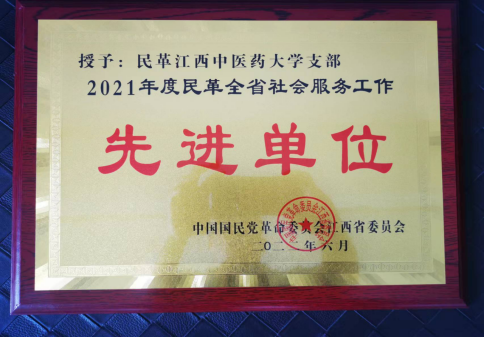 授予：民革江西中医药大学支部
2021年度民革全省社会服务工作
先进单位
中国国民党革命委员会江西省委员会
年六月